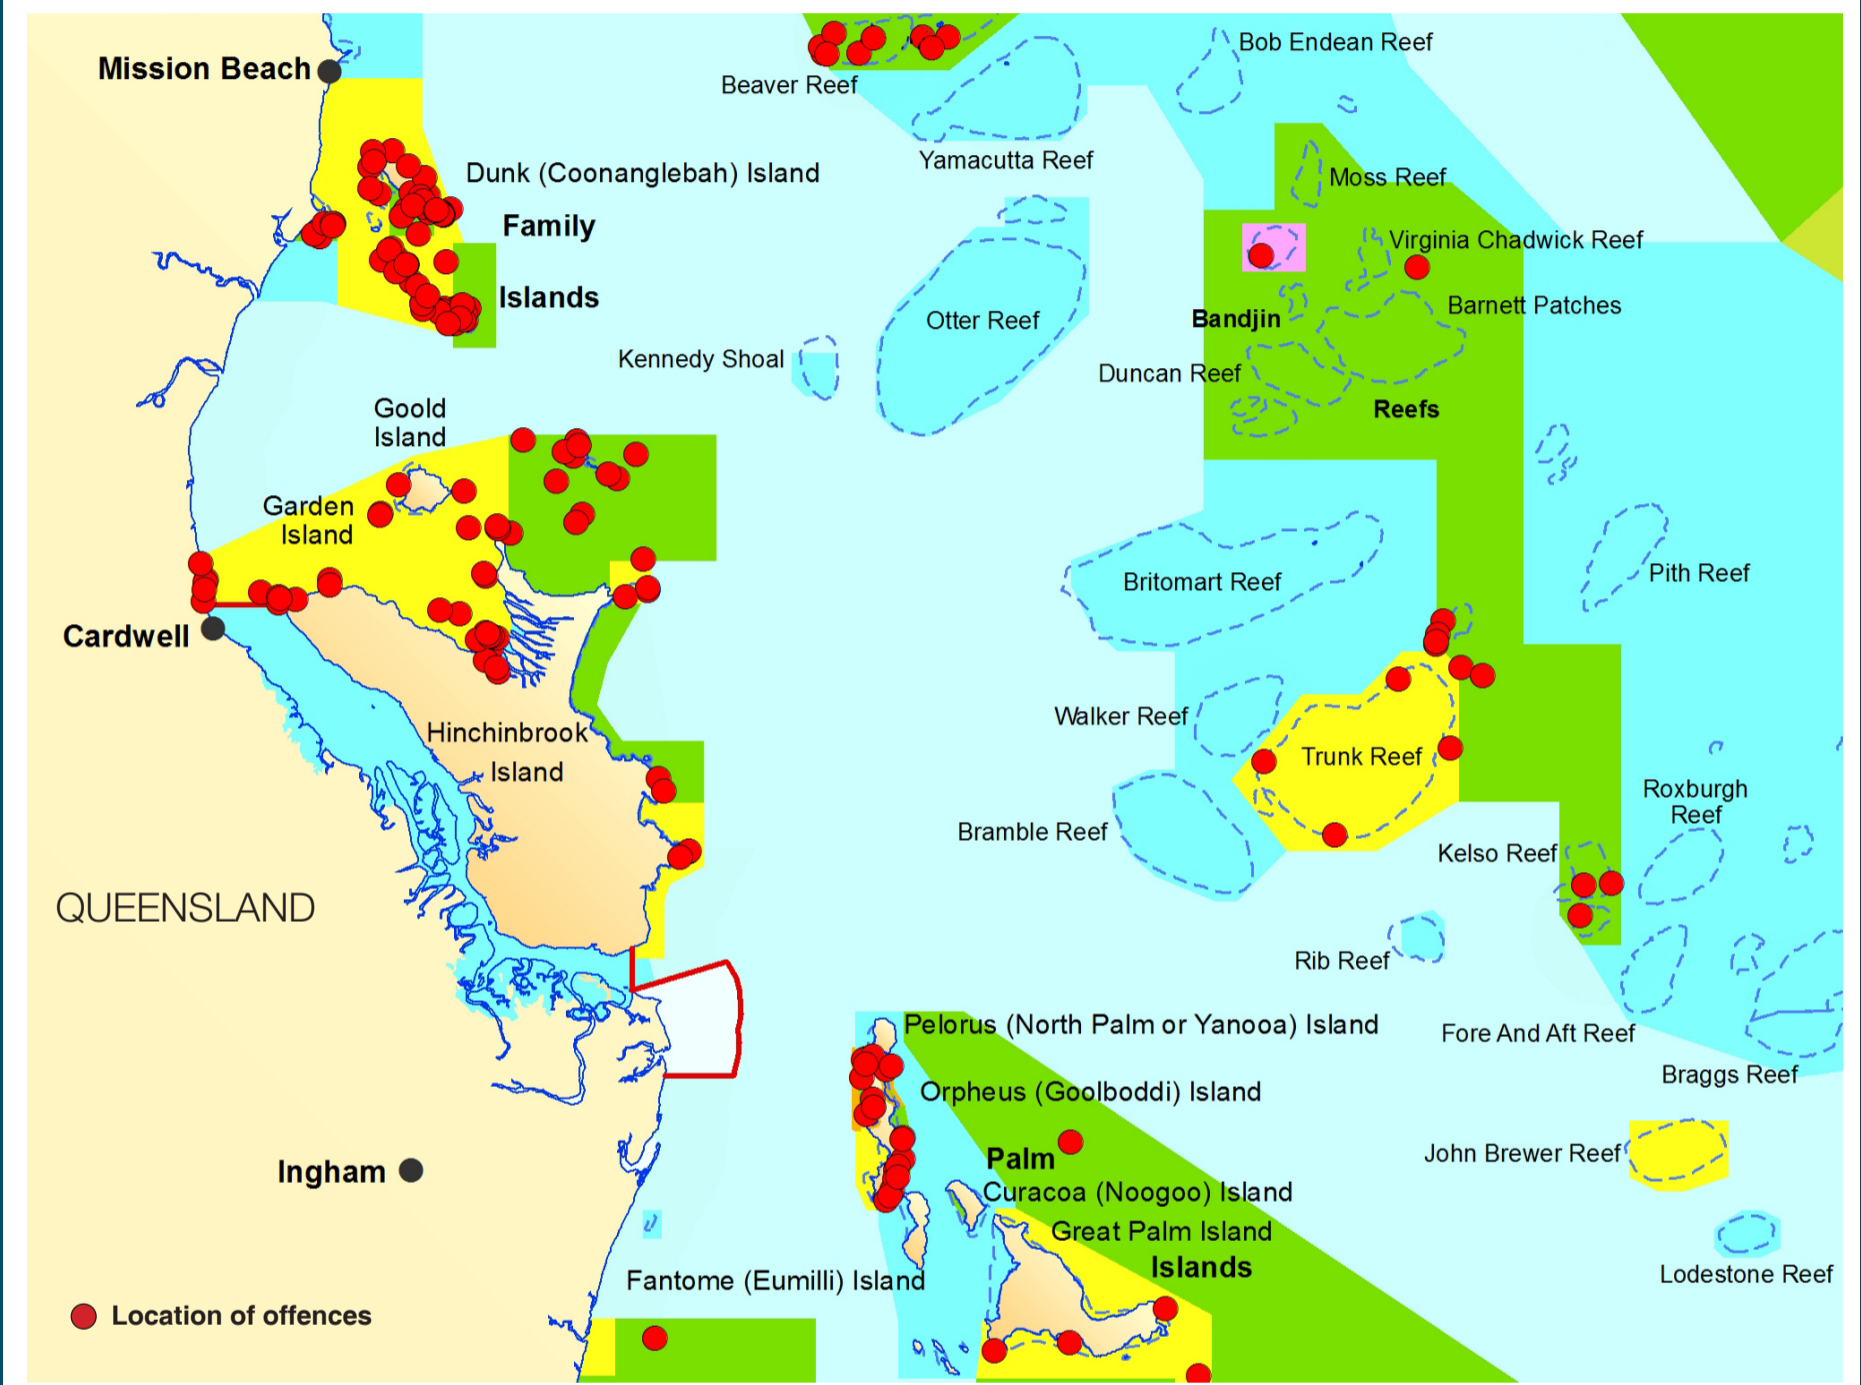 Mission Beach
Beaver Reef
Bob Endean Reef
Yamacutta Reef
Dunk (Coonanglebah) Island
Moss Reef
Family
Virginia Chadwick Reef
Islands
Barnett Patches
Otter Reef
Bandjin
Kennedy Shoal
Duncan Reef
Reefs
Goold
Island
Garden
Island
Britomart Reef
Pith Reef
Cardwell
Walker Reef
Hinchinbrook
Island
Trunk Reef
Roxburgh
Reef
Bramble Reef
Kelso Reef
QUEENSLAND
Rib Reef
Pelorus (North Palm or Yanooa) Island
Fore And Aft Reef
Braggs Reef
Orpheus (Goolboddi) Island
John Brewer Reef
Palm
Ingham
Curacoa (Noogoo) Island
Great Palm Island
Islands
Lodestone Reef
Fantome (Eumilli) Island
Location of offences